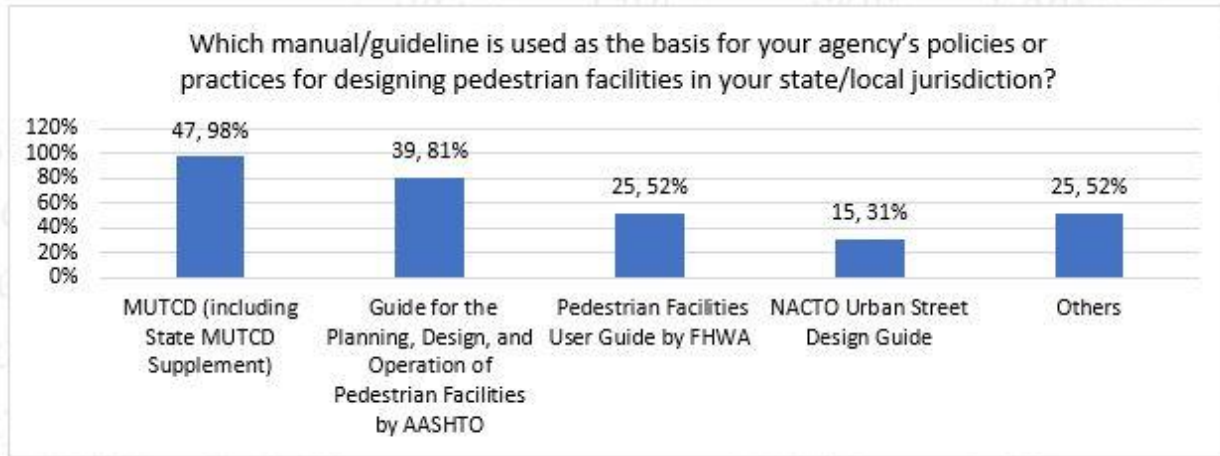 Which manual/guideline is used as the basis for your agency's policies or
practices for designing pedestrian facilities in your state/local jurisdiction?
120%
100%
80%
60%
40%
20%
0%
47, 98%
39, 81%
25, 52%
15, 31%
25, 52%
MUTCD (including
State MUTCD
Supplement)
Guide for the
Planning, Design, and
Operation of
Pedestrian Facilities
by AASHTO
Pedestrian Facilities
User Guide by FHWA
NACTO Urban Street
Design Guide
Others